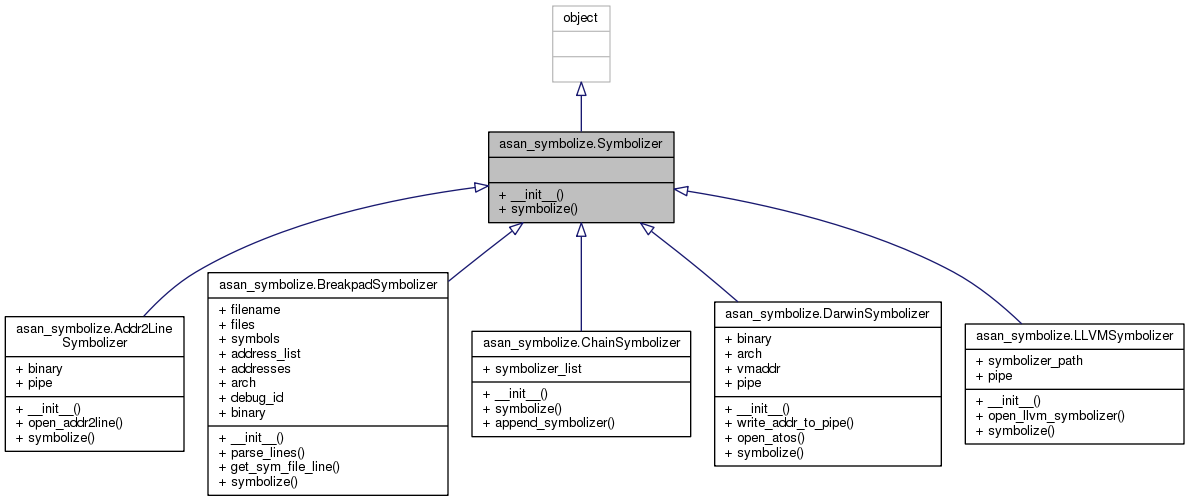 object
asan_symbolize.Symbolizer
+ __init__()
+ symbolize()
asan_symbolize.Addr2Line
Symbolizer
+ binary
+ pipe
+ __init__()
+ open_addr2line()
+ symbolize()
asan_symbolize.BreakpadSymbolizer
+ filename
+ files
+ symbols
+ address_list
+ addresses
+ arch
+ debug_id
+ binary
+ __init__()
+ parse_lines()
+ get_sym_file_line()
+ symbolize()
asan_symbolize.ChainSymbolizer
+ symbolizer_list
+ __init__()
+ symbolize()
+ append_symbolizer()
asan_symbolize.DarwinSymbolizer
+ binary
+ arch
+ vmaddr
+ pipe
+ __init__()
+ write_addr_to_pipe()
+ open_atos()
+ symbolize()
asan_symbolize.LLVMSymbolizer
+ symbolizer_path
+ pipe
+ __init__()
+ open_llvm_symbolizer()
+ symbolize()